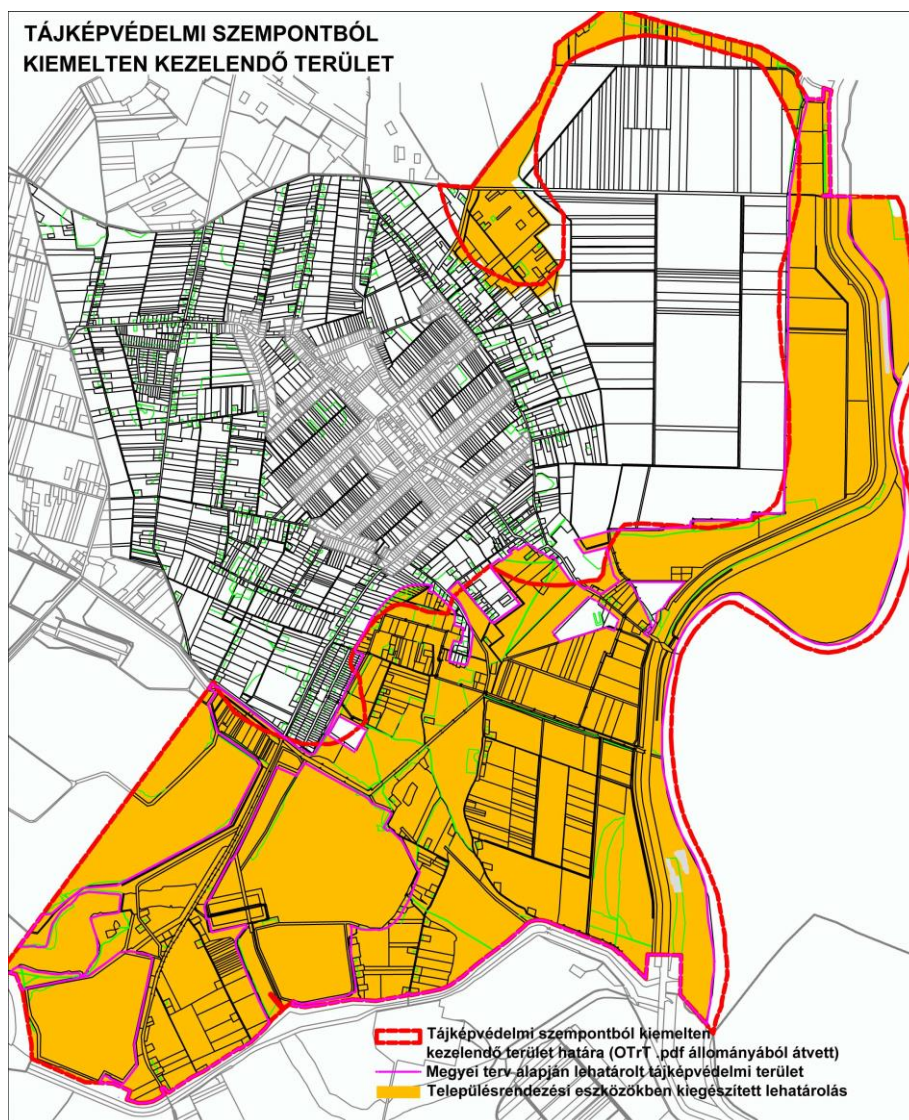 TÁJKÉPVÉDELMI SZEMPONTBÓL
KIEMELTEN KEZELENDŐ TERÜLET
Tájképvédelmi szempontból kiemelten
kezelendő terület határa (OTrT .pdf állományából átvett)
Megyei terv alapján lehatárolt tájképvédelmi terület
Településrendezési eszközökben kiegészített lehatárolás